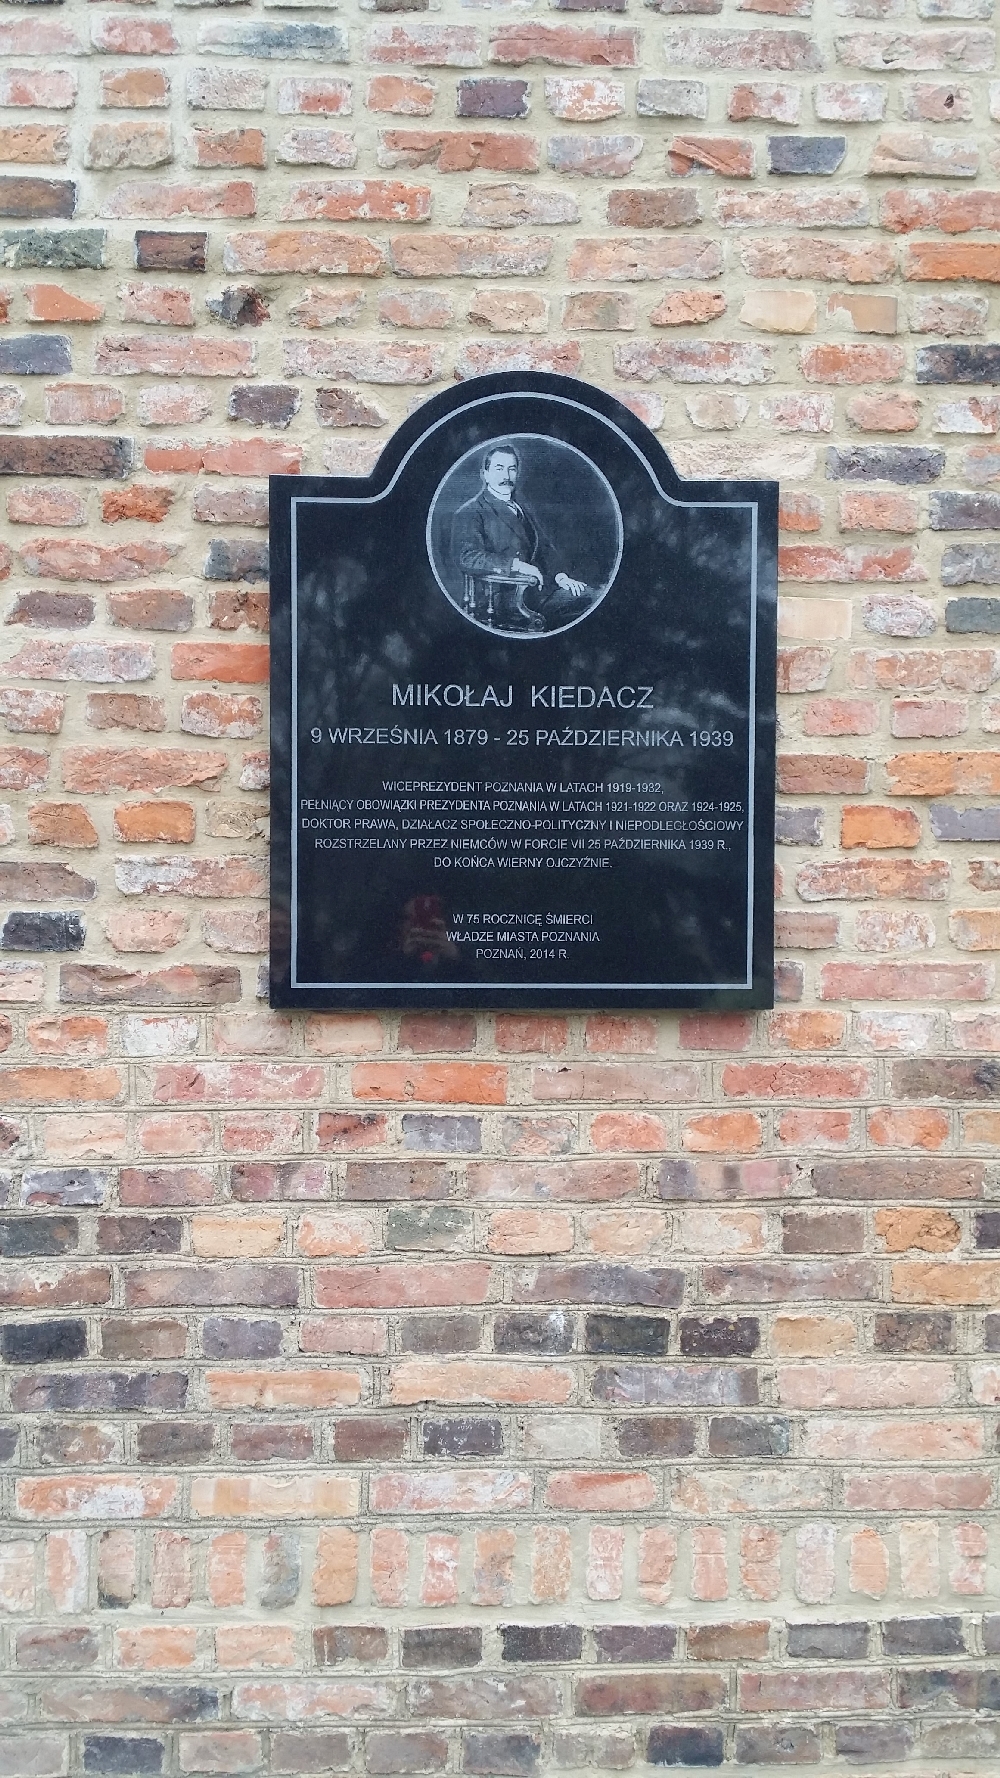 MIKOŁAJ KIEDACZ
9 WRZEŚNIA 1879 - 25 PAŹDZIERNIKA 1939
WICEPREZYDENT POZNANIA W LATACH 1919-1932,
PEŁNIĄCY OBOWIĄZKI PREZYDENTA POZNANIA W LATACH 1921-1922 ORAZ 1924-1925,
DOKTOR PRAWA, DZIAŁACZ SPOŁECZNO-POLITYCZNY I NIEPODLEGŁOŚCIOWY
ROZSTRZELANY PRZEZ NIEMCÓW W FORCIE VII 25 PAŹDZIERNIKA 1939 R.,
DO KOŃCA WIERNY OJCZYŹNIE.
W 75 ROCZNICĘ ŚMIERCI
WŁADZE MIASTA POZNANIA
POZNAŃ, 2014 R.